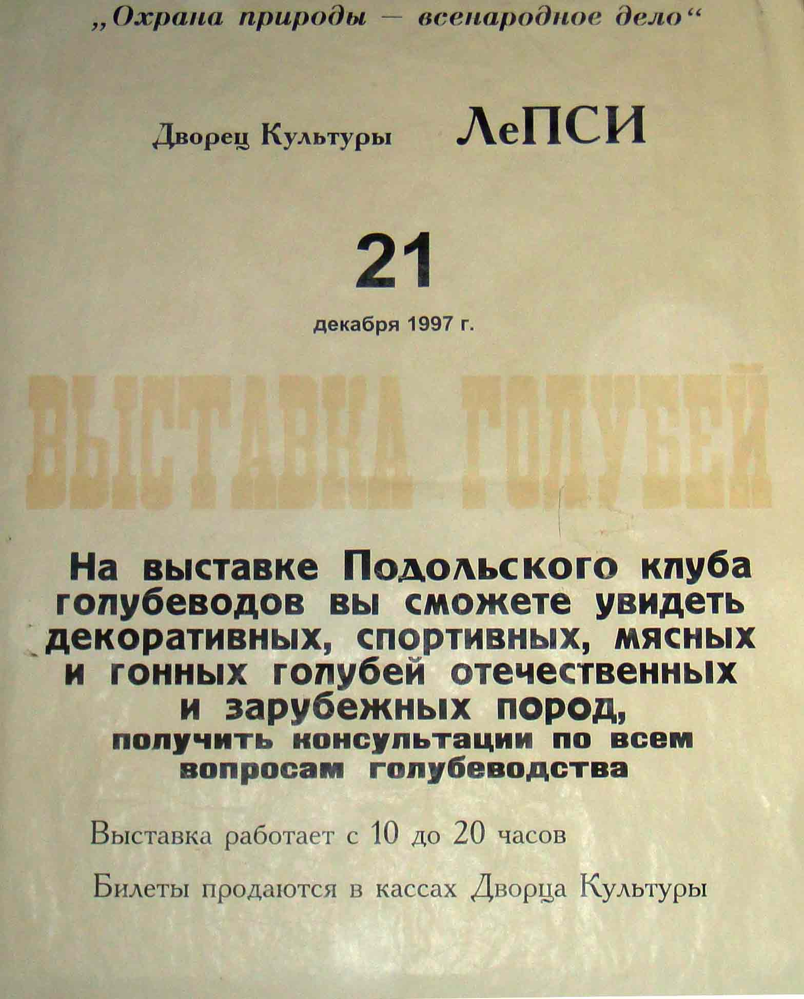 „Охрана природы — всенародное дело“
Дворец Культуры ЛеПСИ
21
декабря 1997 г.
ВЫСТАВКА ГОЛУБЕЙ
На выставке Подольского клуба
голубеводов вы сможете увидеть
декоративных, спортивных, мясных
и гонных голубей отечественных
и зарубежных пород,
получить консультации по всем
вопросам голубеводства
Выставка работает с 10 до 20 часов
Билеты продаются в кассах Дворца Культуры